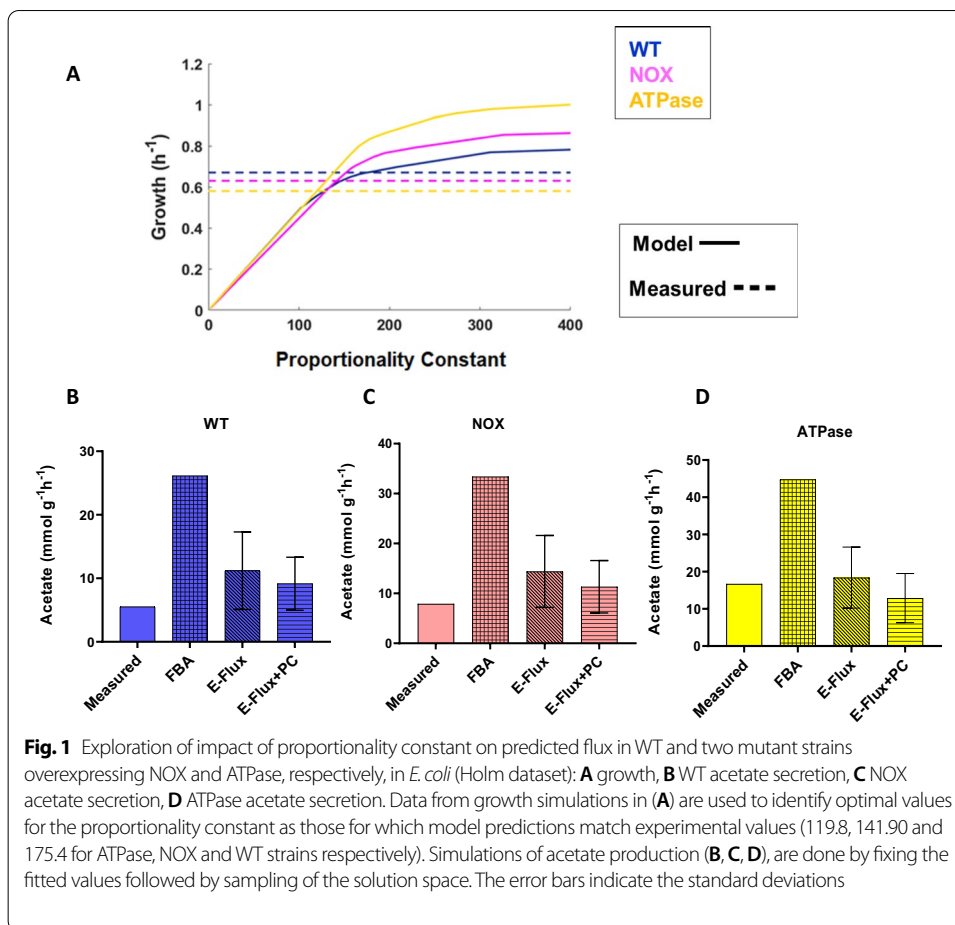 A
WT
NOX
ATPase
1.2
1
0.8
0.6
0.4
0.2
0
Growth (h⁻¹)
0 100 200 300 400
Proportionality Constant
Model
Measured
B
WT
30
20
10
0
Acetate (mmol g⁻¹h⁻¹)
Measured FBA E-Flux E-Flux+PC
C
NOX
40
30
20
10
0
Acetate (mmol g⁻¹h⁻¹)
Measured FBA E-Flux E-Flux+PC
D
ATPase
50
40
30
20
10
0
Acetate (mmol g⁻¹h⁻¹)
Measured FBA E-Flux E-Flux+PC
Fig. 1 Exploration of impact of proportionality constant on predicted flux in WT and two mutant strains
overexpressing NOX and ATPase, respectively, in E. coli (Holm dataset): A growth, B WT acetate secretion, C NOX
acetate secretion, D ATPase acetate secretion. Data from growth simulations in (A) are used to identify optimal values
for the proportionality constant as those for which model predictions match experimental values (119.8, 141.90 and
175.4 for ATPase, NOX and WT strains respectively). Simulations of acetate production (B, C, D), are done by fixing the
fitted values followed by sampling of the solution space. The error bars indicate the standard deviations